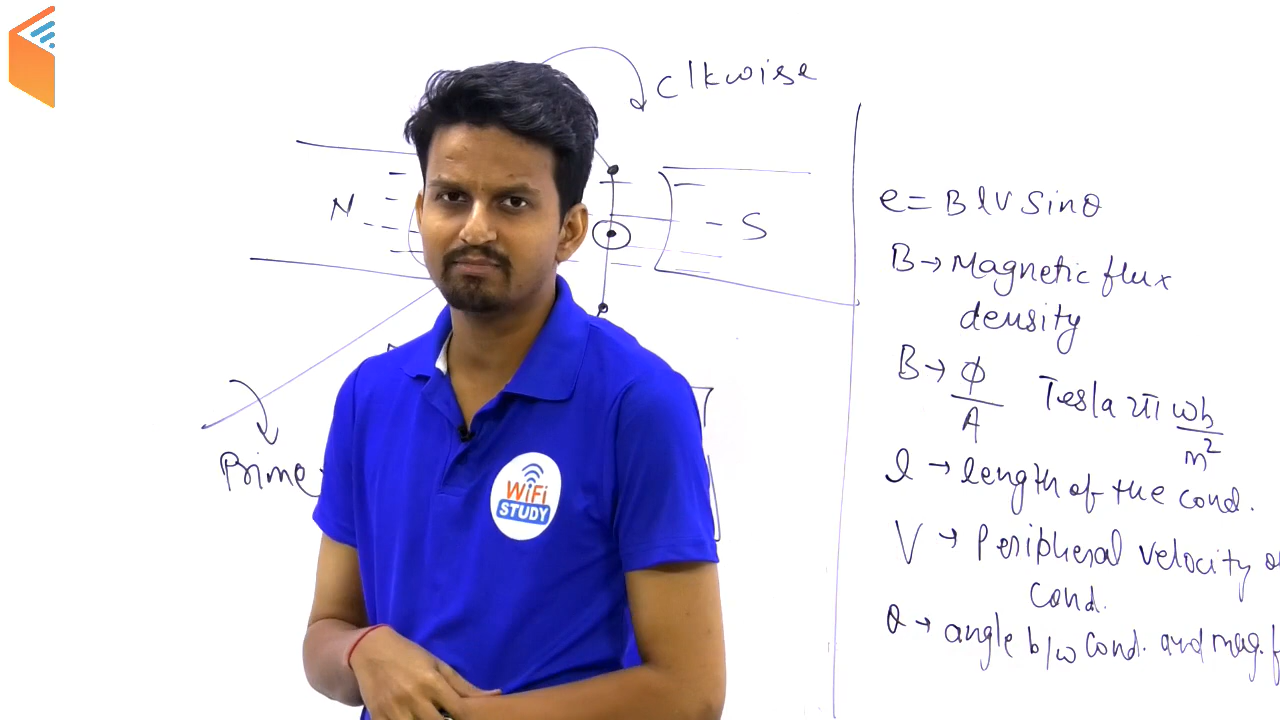 clkwise
N
S
Prime
WiFi
STUDY
e = B l V Sinθ
B → Magnetic flux
density
B → ϕ/A Tesla या wb/m²
l → length of the cond.
V → Peripheral velocity
Cond.
θ → angle b/w Cond. and mag.